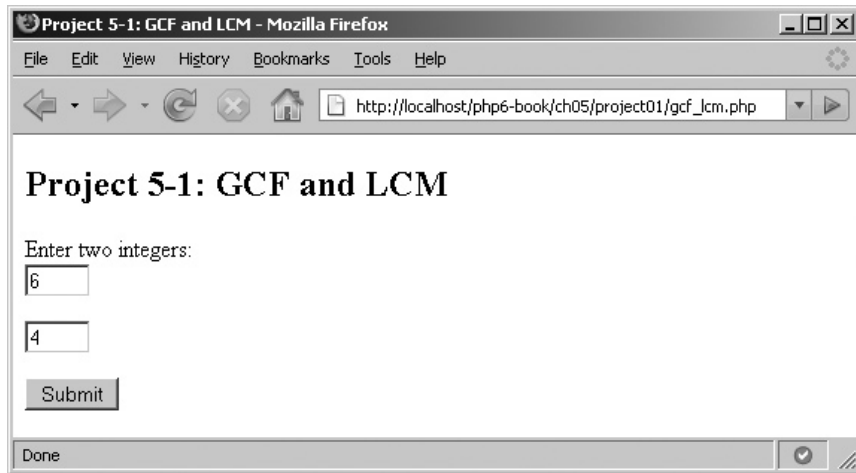 Project 5-1: GCF and LCM - Mozilla Firefox
File Edit View History Bookmarks Tools Help
http://localhost/php6-book/ch05/project01/gcf_lcm.php
Project 5-1: GCF and LCM
Enter two integers:
6
4
Submit
Done